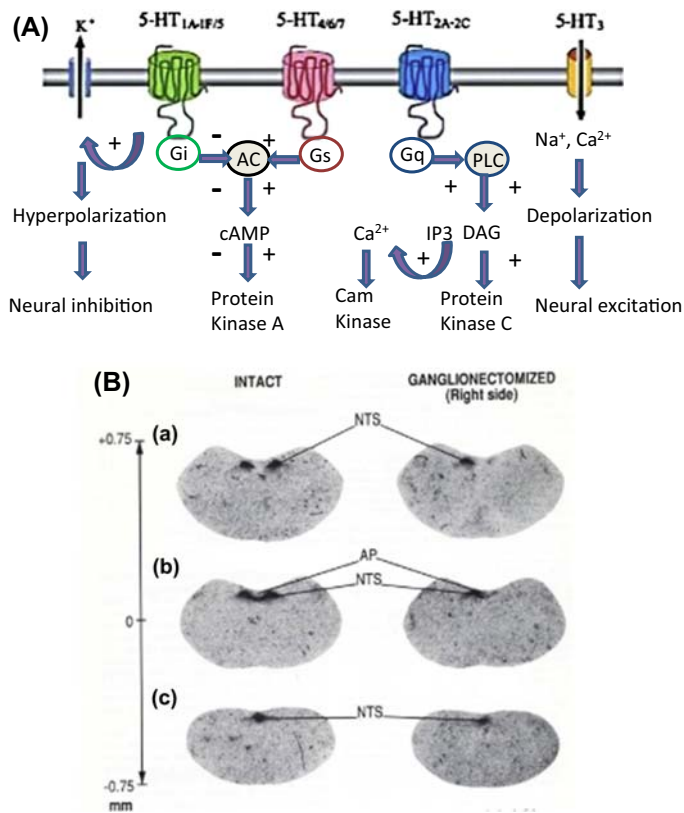 (A)
K⁺ 5-HT₁A-1F/5 5-HT₄/6/7 5-HT₂A-2C 5-HT₃
+ Gi - AC + Gs Gq PLC Na⁺, Ca²⁺
- + + +
Hyperpolarization cAMP Ca²⁺ IP3 DAG Depolarization
- + + +
Neural inhibition Protein Kinase A Cam Kinase Protein Kinase C Neural excitation
(B)
INTACT GANGLIONECTOMIZED
(Right side)
+0.75 (a) NTS
(b) AP
NTS
0
(c) NTS
-0.75
mm